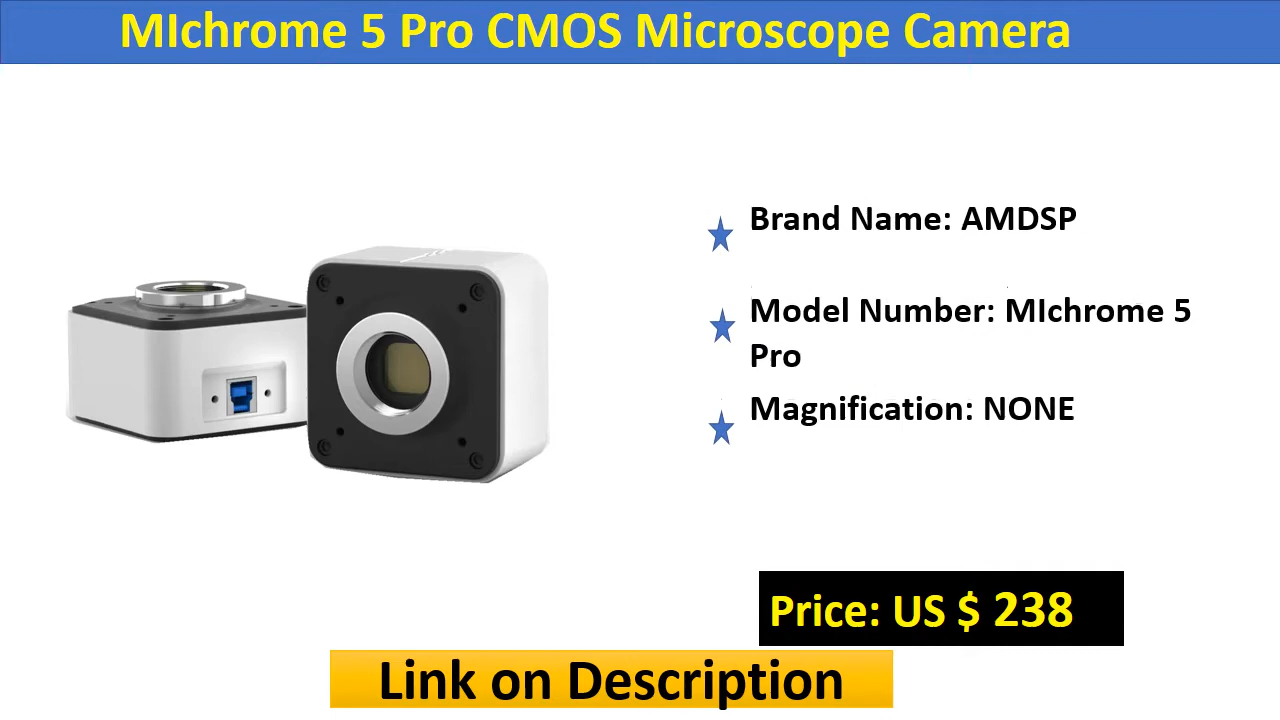 MIchrome 5 Pro CMOS Microscope Camera
Brand Name: AMDSP
Model Number: MIchrome 5
Pro
Magnification: NONE
Price: US $ 238
Link on Description